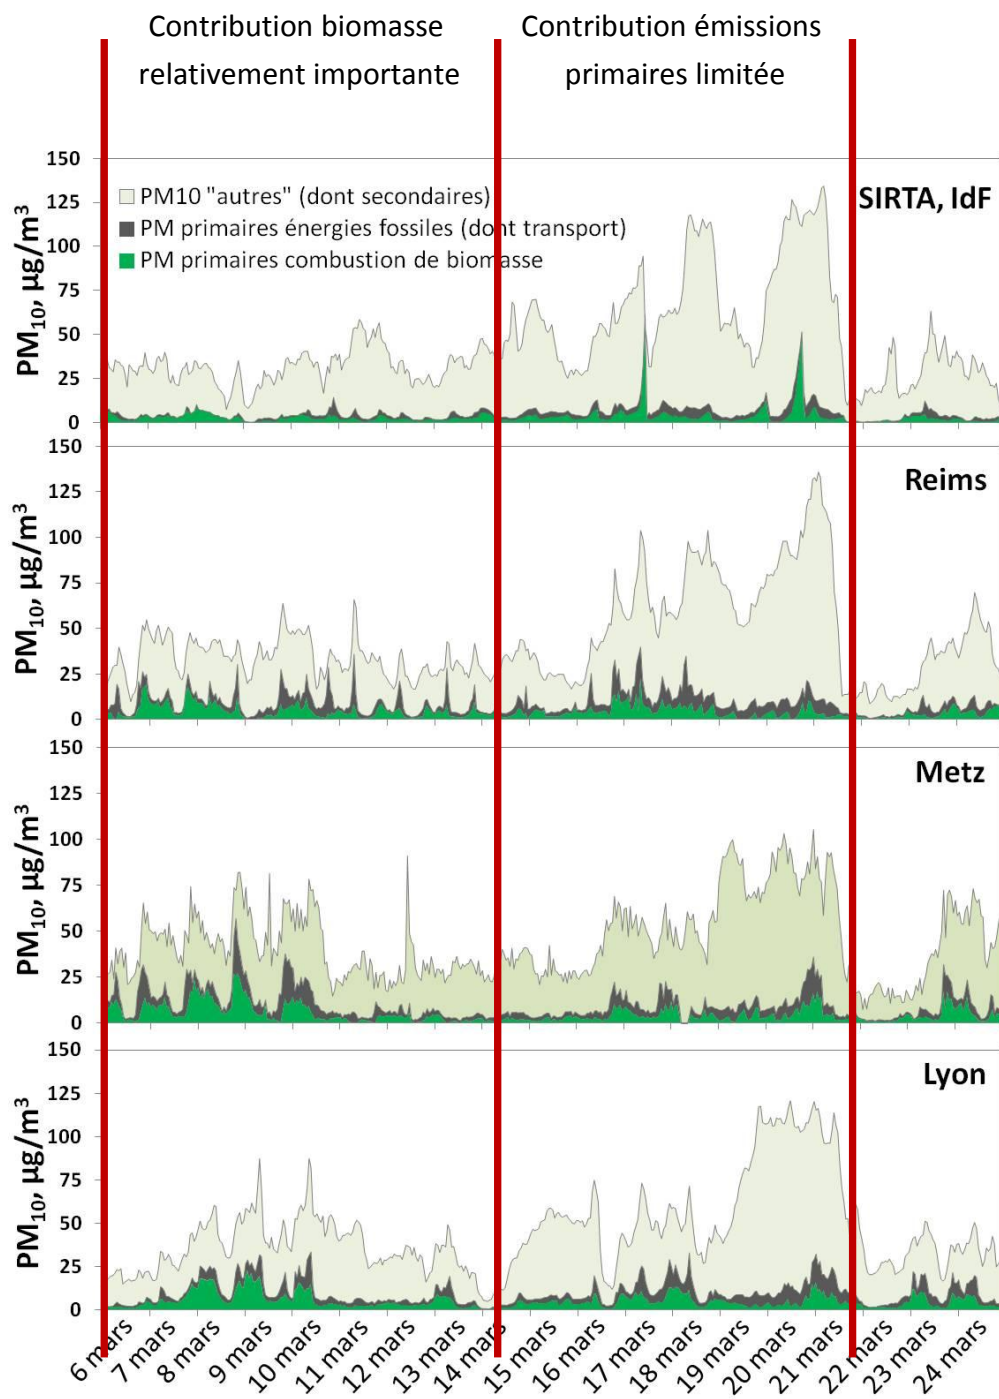 Contribution biomasse
relativement importante
Contribution émissions
primaires limitée
PM10, µg/m3
150
125
100
75
50
25
0
PM10 "autres" (dont secondaires)
PM primaires énergies fossiles (dont transport)
PM primaires combustion de biomasse
SIRTA, IdF
PM10, µg/m3
150
125
100
75
50
25
0
Reims
PM10, µg/m3
150
125
100
75
50
25
0
Metz
PM10, µg/m3
150
125
100
75
50
25
0
Lyon
6 mars
7 mars
8 mars
9 mars
10 mars
11 mars
12 mars
13 mars
14 mars
15 mars
16 mars
17 mars
18 mars
19 mars
20 mars
21 mars
22 mars
23 mars
24 mars